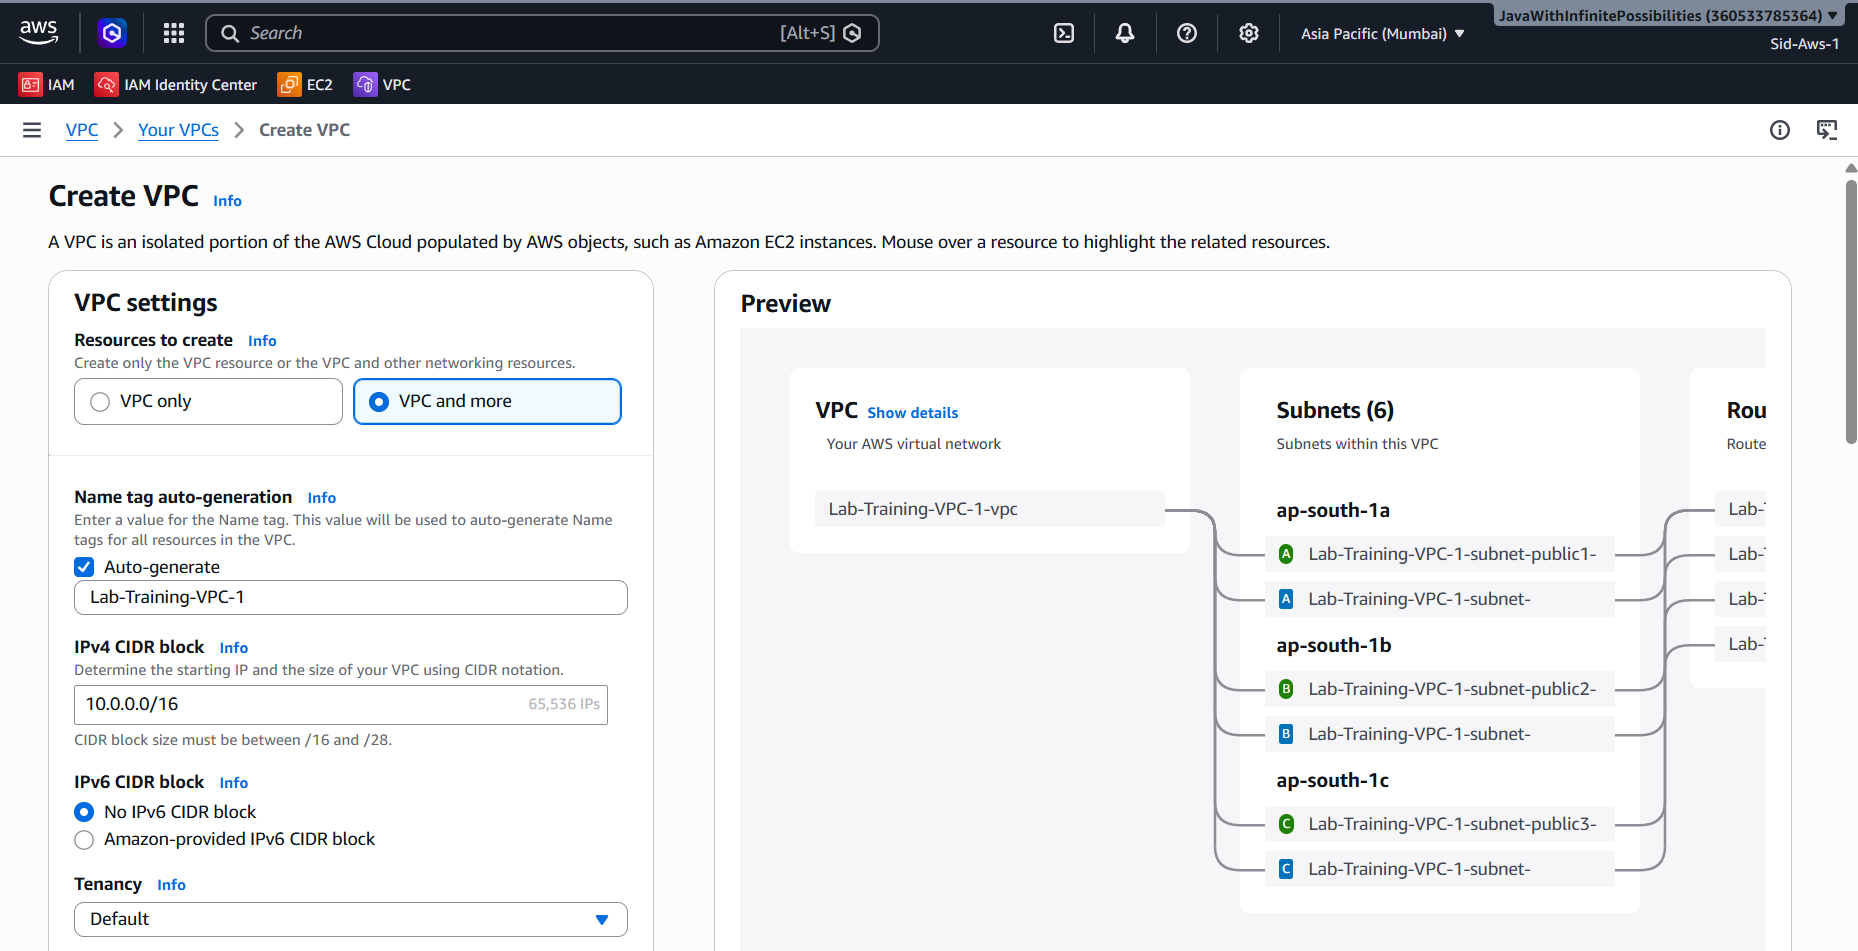 aws
Search
[Alt+S]
Asia Pacific (Mumbai)
JavaWithInfinitePossibilities (360533785364)
Sid-Aws-1
IAM
IAM Identity Center
EC2
VPC
VPC
Your VPCs
Create VPC
Create VPC Info
A VPC is an isolated portion of the AWS Cloud populated by AWS objects, such as Amazon EC2 instances. Mouse over a resource to highlight the related resources.
VPC settings
Resources to create Info
Create only the VPC resource or the VPC and other networking resources.
VPC only
VPC and more
Name tag auto-generation Info
Enter a value for the Name tag. This value will be used to auto-generate Name
tags for all resources in the VPC.
Auto-generate
Lab-Training-VPC-1
IPv4 CIDR block Info
Determine the starting IP and the size of your VPC using CIDR notation.
10.0.0.0/16 65,536 IPs
CIDR block size must be between /16 and /28.
IPv6 CIDR block Info
No IPv6 CIDR block
Amazon-provided IPv6 CIDR block
Tenancy Info
Default
Preview
VPC Show details
Your AWS virtual network
Lab-Training-VPC-1-vpc
Subnets (6)
Subnets within this VPC
ap-south-1a
A Lab-Training-VPC-1-subnet-public1-
A Lab-Training-VPC-1-subnet-
ap-south-1b
B Lab-Training-VPC-1-subnet-public2-
B Lab-Training-VPC-1-subnet-
ap-south-1c
C Lab-Training-VPC-1-subnet-public3-
C Lab-Training-VPC-1-subnet-
Rou
Route
Lab-
Lab-
Lab-
Lab-